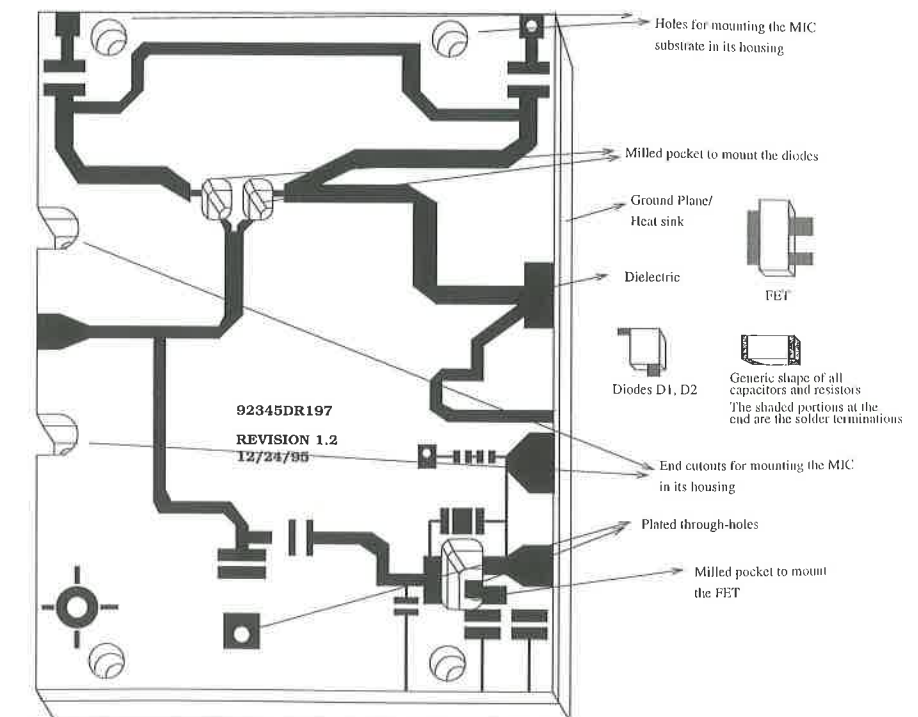 Holes for mounting the MIC
substrate in its housing
Milled pocket to mount the diodes
Ground Plane/
Heat sink
FET
Dielectric
Diodes D1, D2
Generic shape of all
capacitors and resistors
The shaded portions at the
end are the solder terminations
92345DR197
REVISION 1.2
12/24/95
End cutouts for mounting the MIC
in its housing
Plated through-holes
Milled pocket to mount
the FET